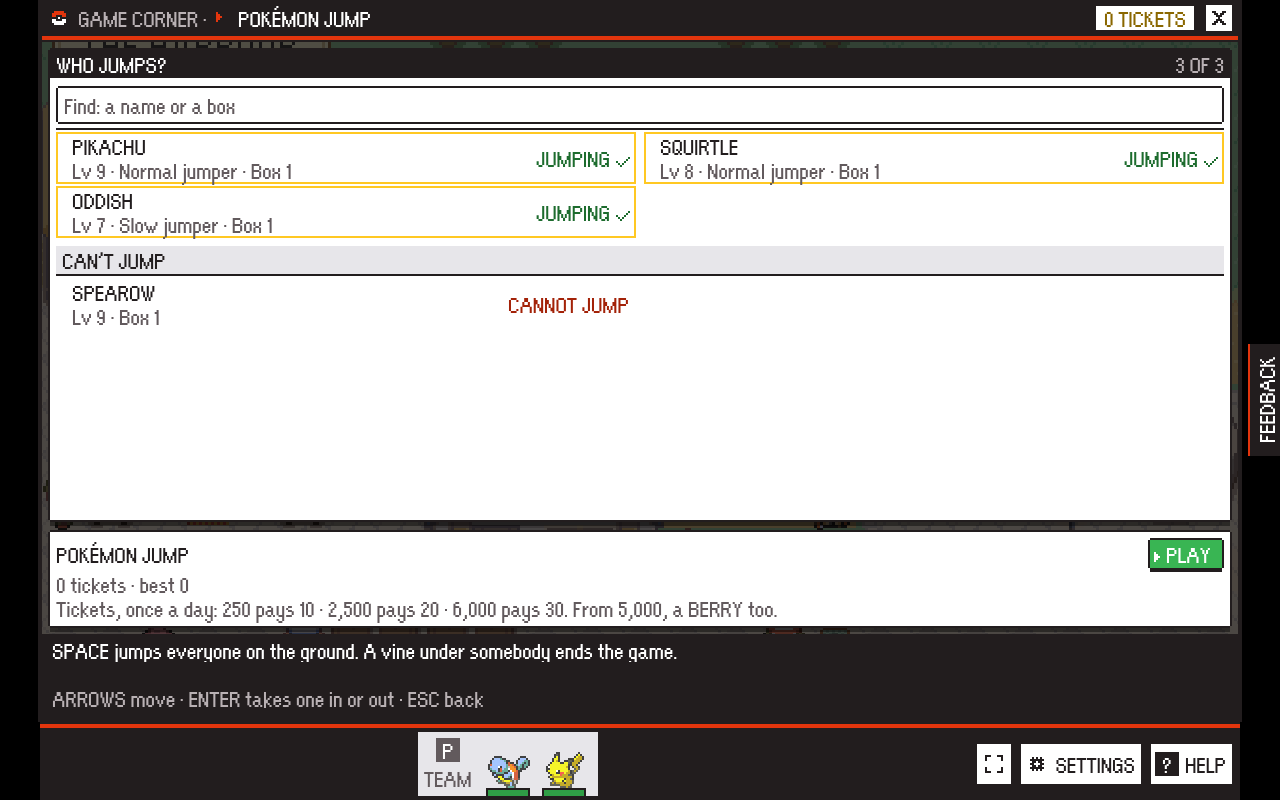 GAME CORNER · POKÉMON JUMP
0 TICKETS X
WHO JUMPS? 3 OF 3
Find: a name or a box
PIKACHU
Lv 9 · Normal jumper · Box 1
JUMPING ✓
SQUIRTLE
Lv 8 · Normal jumper · Box 1
JUMPING ✓
ODDISH
Lv 7 · Slow jumper · Box 1
JUMPING ✓
CAN'T JUMP
SPEAROW
Lv 9 · Box 1
CANNOT JUMP
FEEDBACK
POKÉMON JUMP
PLAY
0 tickets · best 0
Tickets, once a day: 250 pays 10 · 2,500 pays 20 · 6,000 pays 30. From 5,000, a BERRY too.
SPACE jumps everyone on the ground. A vine under somebody ends the game.
ARROWS move · ENTER takes one in or out · ESC back
P
TEAM
SETTINGS
? HELP